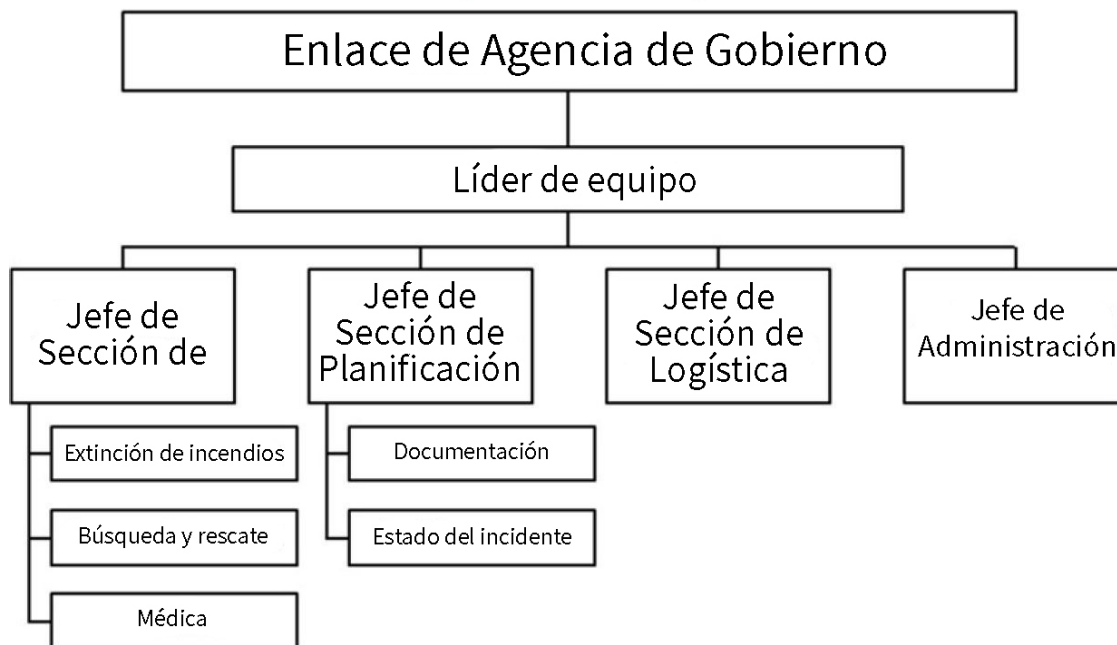 Enlace de Agencia de Gobierno
Líder de equipo
Jefe de
Sección de
Jefe de
Sección de
Planificación
Jefe de
Sección de
Logística
Jefe de
Administración
Extinción de incendios
Búsqueda y rescate
Médica
Documentación
Estado del incidente